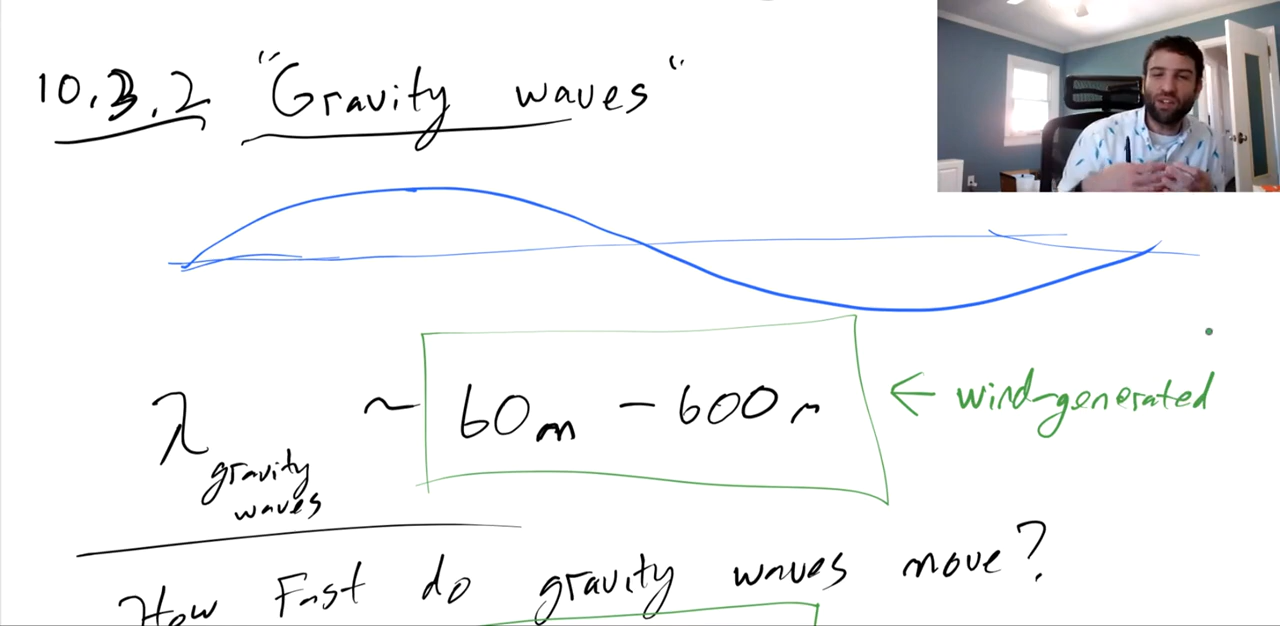 10.3.2 "Gravity waves"
λ gravity waves ~ 60m - 600m ← wind-generated
How Fast do gravity waves move?